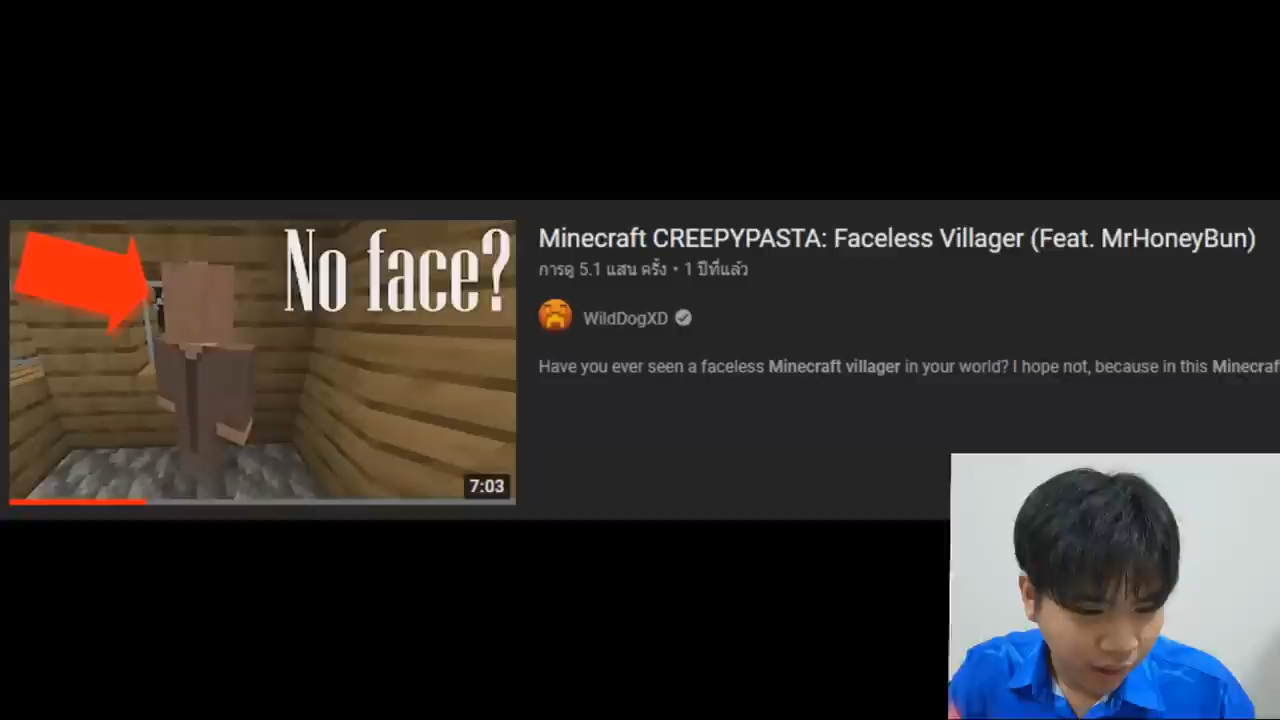 No face?
7:03
Minecraft CREEPYPASTA: Faceless Villager (Feat. MrHoneyBun)
การดู 5.1 แสน ครั้ง • 1 ปีที่แล้ว
WildDogXD
Have you ever seen a faceless Minecraft villager in your world? I hope not, because in this Minecraf